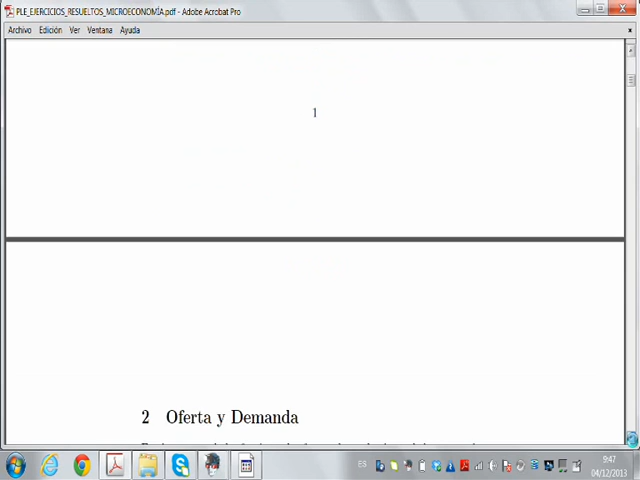 PLE_EJERCICIOS_RESUELTOS_MICROECONOMÍA.pdf - Adobe Acrobat Pro
Archivo Edición Ver Ventana Ayuda
1
2 Oferta y Demanda
ES
9:47
04/12/2013